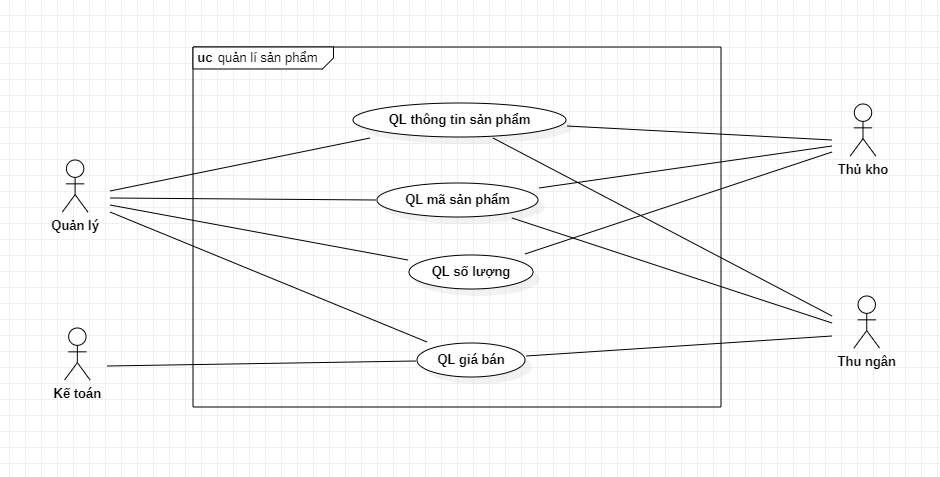 uc quản lí sản phẩm
QL thông tin sản phẩm
Thủ kho
QL mã sản phẩm
Quản lý
QL số lượng
QL giá bán
Thu ngân
Kế toán